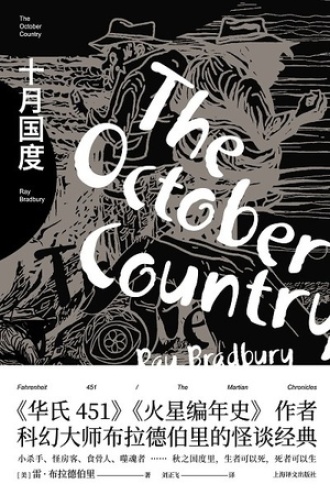 The
October
Country
十月国度
Ray
Bradbury
The
October
Country
Ray Bradbury
Fahrenheit 451 / The Martian Chronicles
《华氏 451》《火星编年史》 作者
科幻大师布拉德伯里的怪谈经典
小杀手、怪房客、食骨人、噬魂者 …… 秋之国度里，生者可以死，死者可以生
［美］雷·布拉德伯里 刘正飞 译 上海译文出版社